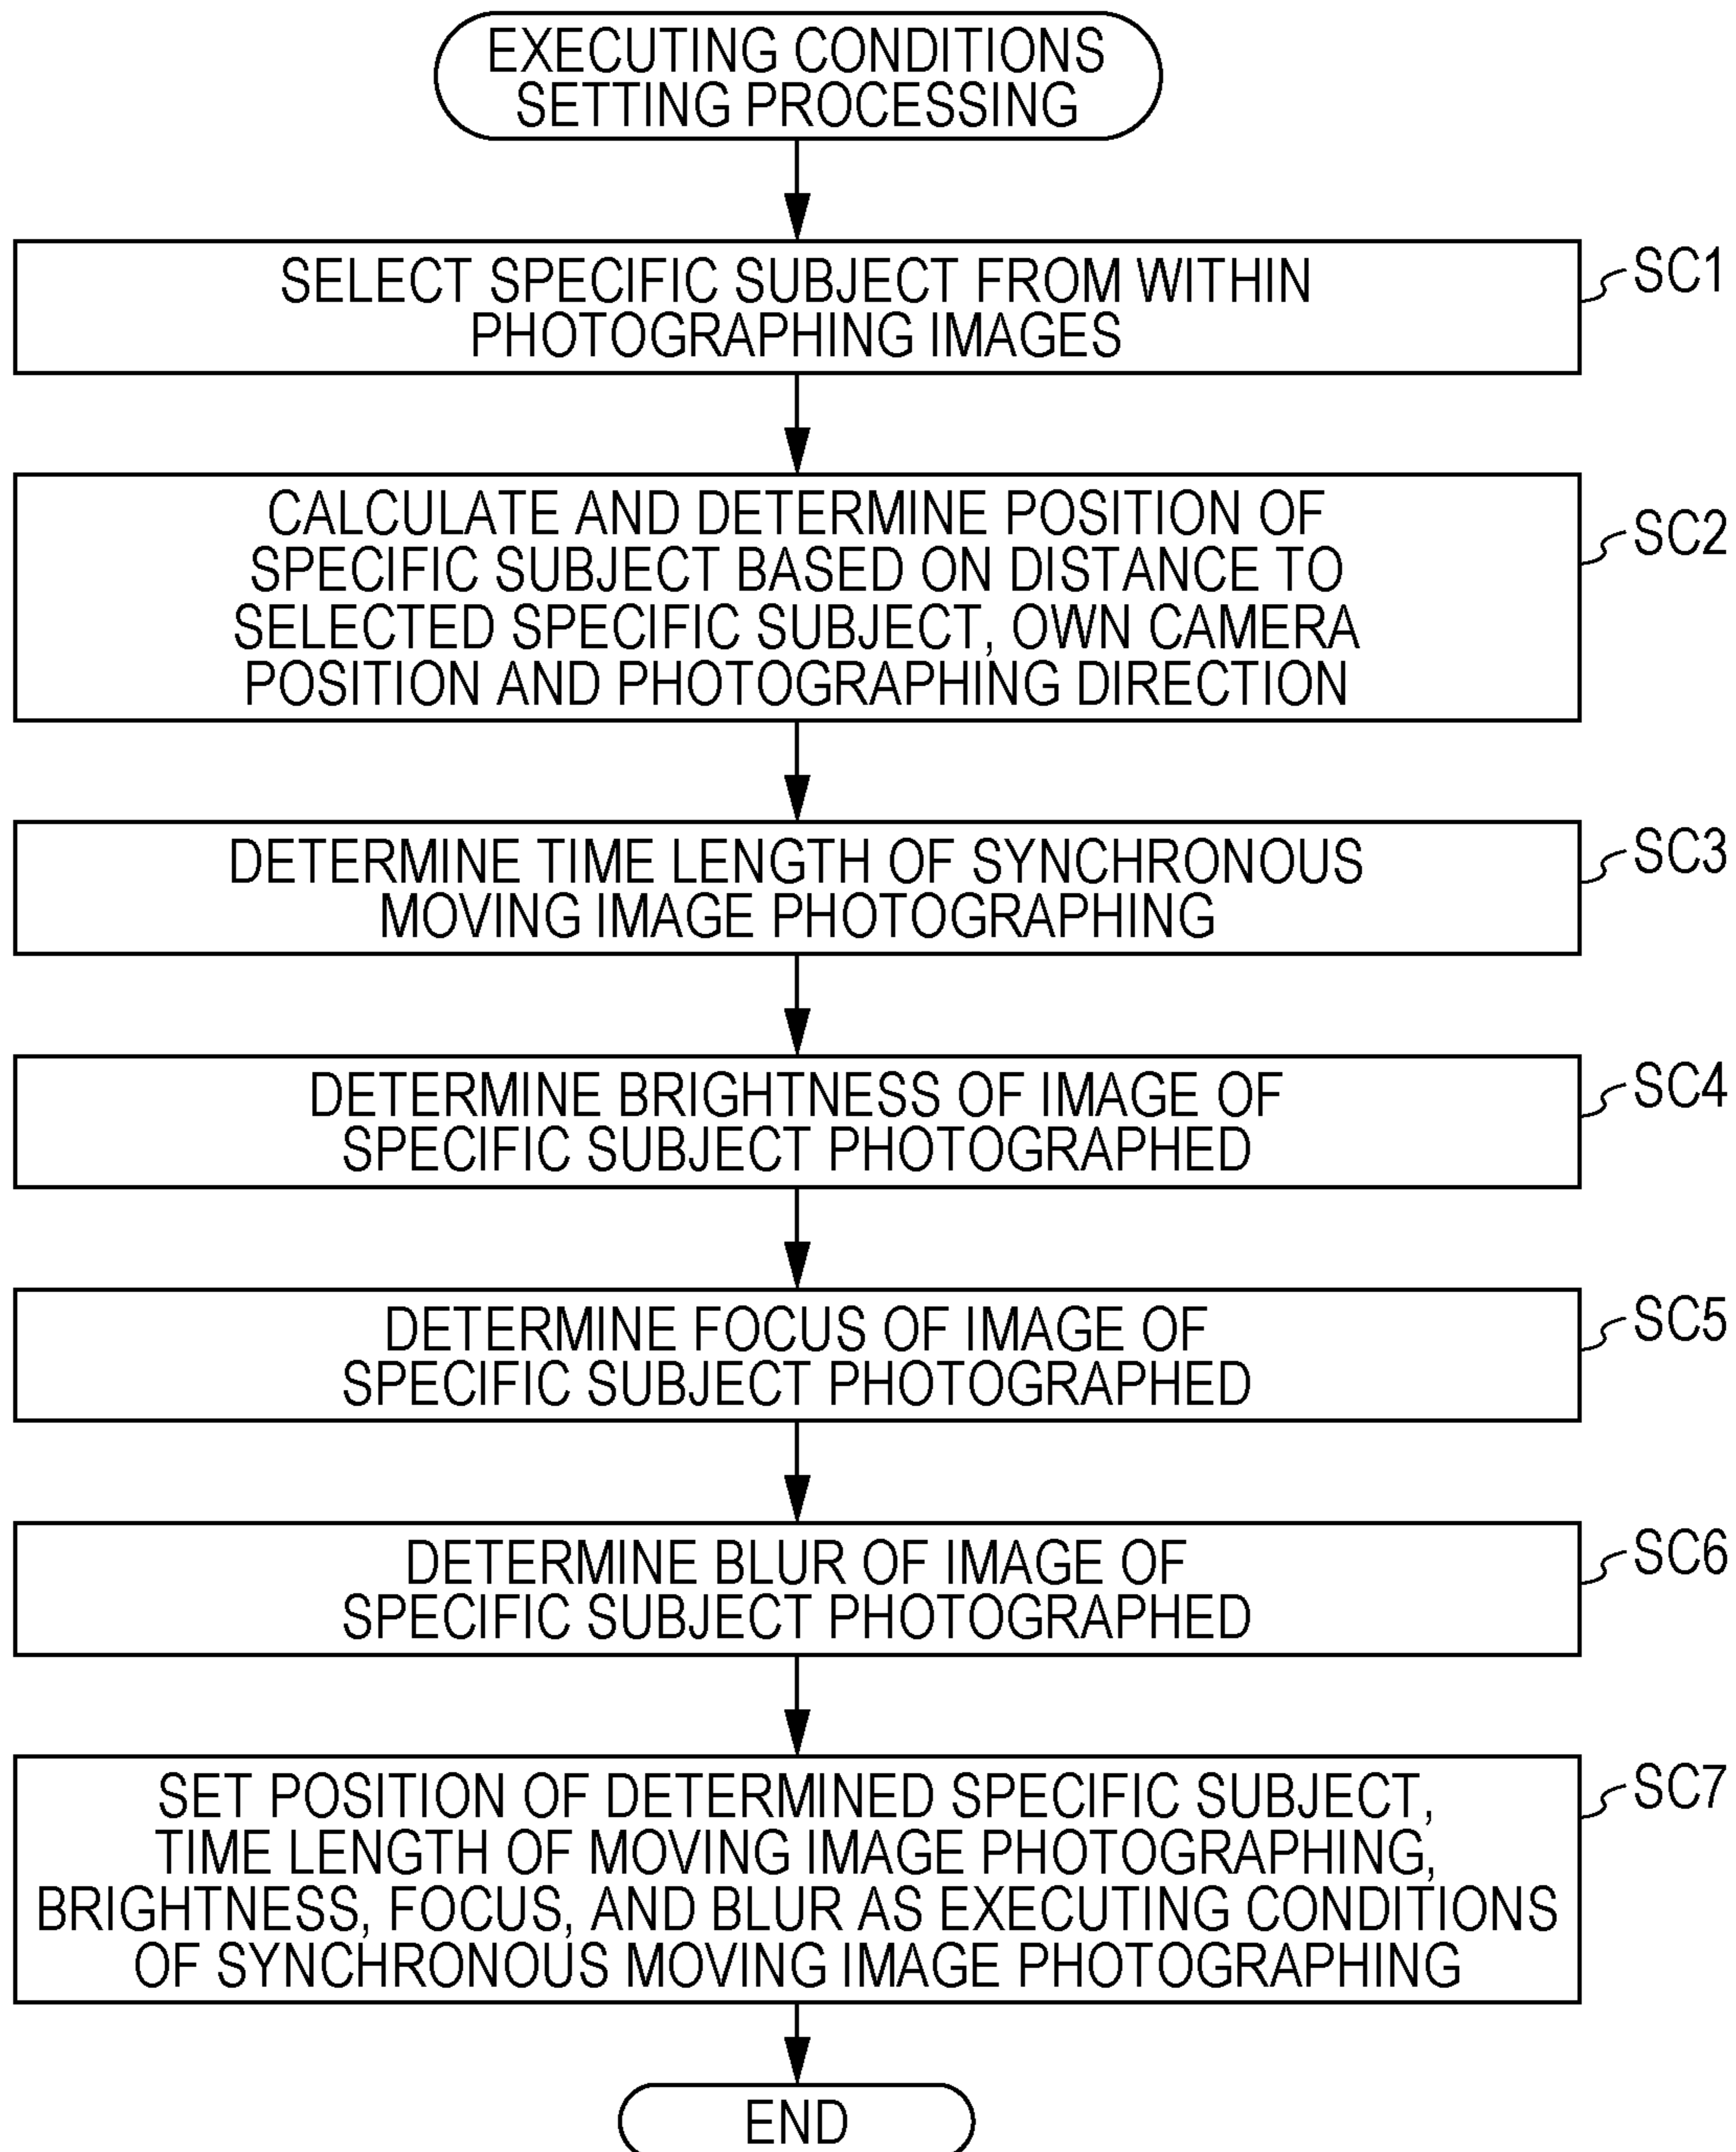 EXECUTING CONDITIONS
SETTING PROCESSING
SELECT SPECIFIC SUBJECT FROM WITHIN
PHOTOGRAPHING IMAGES
SC1
CALCULATE AND DETERMINE POSITION OF
SPECIFIC SUBJECT BASED ON DISTANCE TO
SELECTED SPECIFIC SUBJECT, OWN CAMERA
POSITION AND PHOTOGRAPHING DIRECTION
SC2
DETERMINE TIME LENGTH OF SYNCHRONOUS
MOVING IMAGE PHOTOGRAPHING
SC3
DETERMINE BRIGHTNESS OF IMAGE OF
SPECIFIC SUBJECT PHOTOGRAPHED
SC4
DETERMINE FOCUS OF IMAGE OF
SPECIFIC SUBJECT PHOTOGRAPHED
SC5
DETERMINE BLUR OF IMAGE OF
SPECIFIC SUBJECT PHOTOGRAPHED
SC6
SET POSITION OF DETERMINED SPECIFIC SUBJECT,
TIME LENGTH OF MOVING IMAGE PHOTOGRAPHING,
BRIGHTNESS, FOCUS, AND BLUR AS EXECUTING CONDITIONS
OF SYNCHRONOUS MOVING IMAGE PHOTOGRAPHING
SC7
END